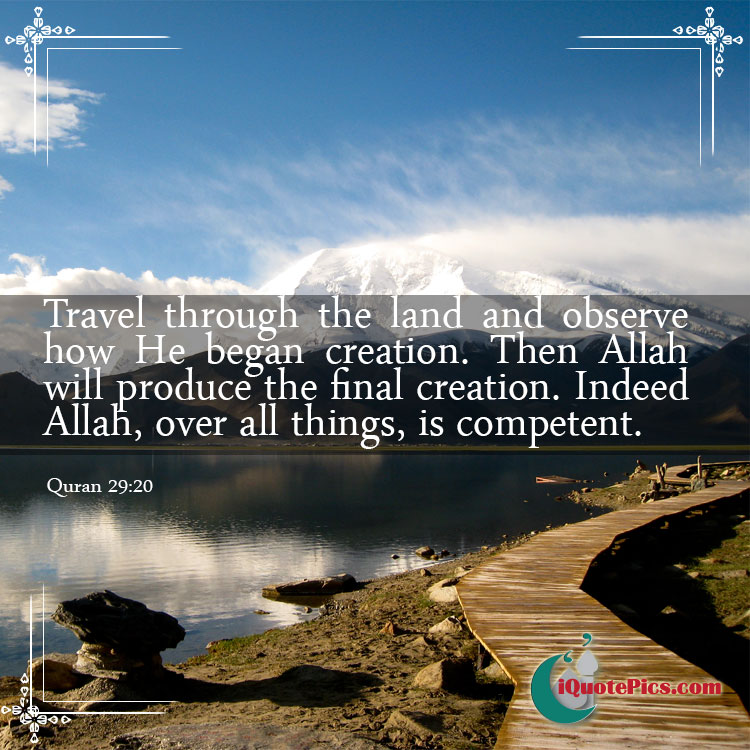 Travel through the land and observe
how He began creation. Then Allah
will produce the final creation. Indeed
Allah, over all things, is competent.
Quran 29:20
iQuotePics.com